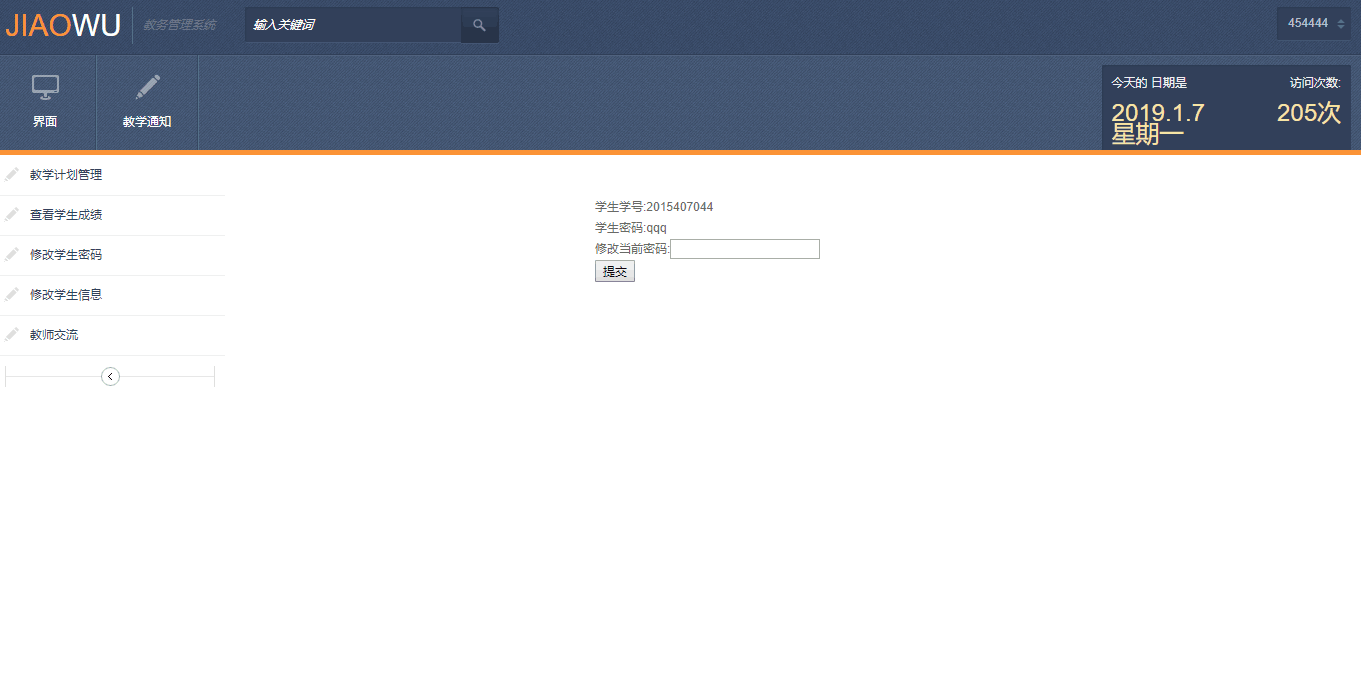 JIAOWU
教务管理系统
输入关键词
454444
界面
教学通知
今天的 日期是
访问次数:
2019.1.7
205次
星期一
教学计划管理
查看学生成绩
修改学生密码
修改学生信息
教师交流
学生学号:2015407044
学生密码:qqq
修改当前密码:
提交